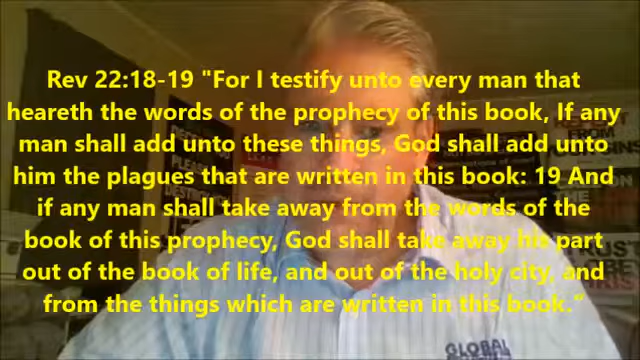 Rev 22:18-19 "For I testify unto every man that
heareth the words of the prophecy of this book, If any
man shall add unto these things, God shall add unto
him the plagues that are written in this book: 19 And
if any man shall take away from the words of the
book of this prophecy, God shall take away his part
out of the book of life, and out of the holy city, and
from the things which are written in this book."
GLOBAL